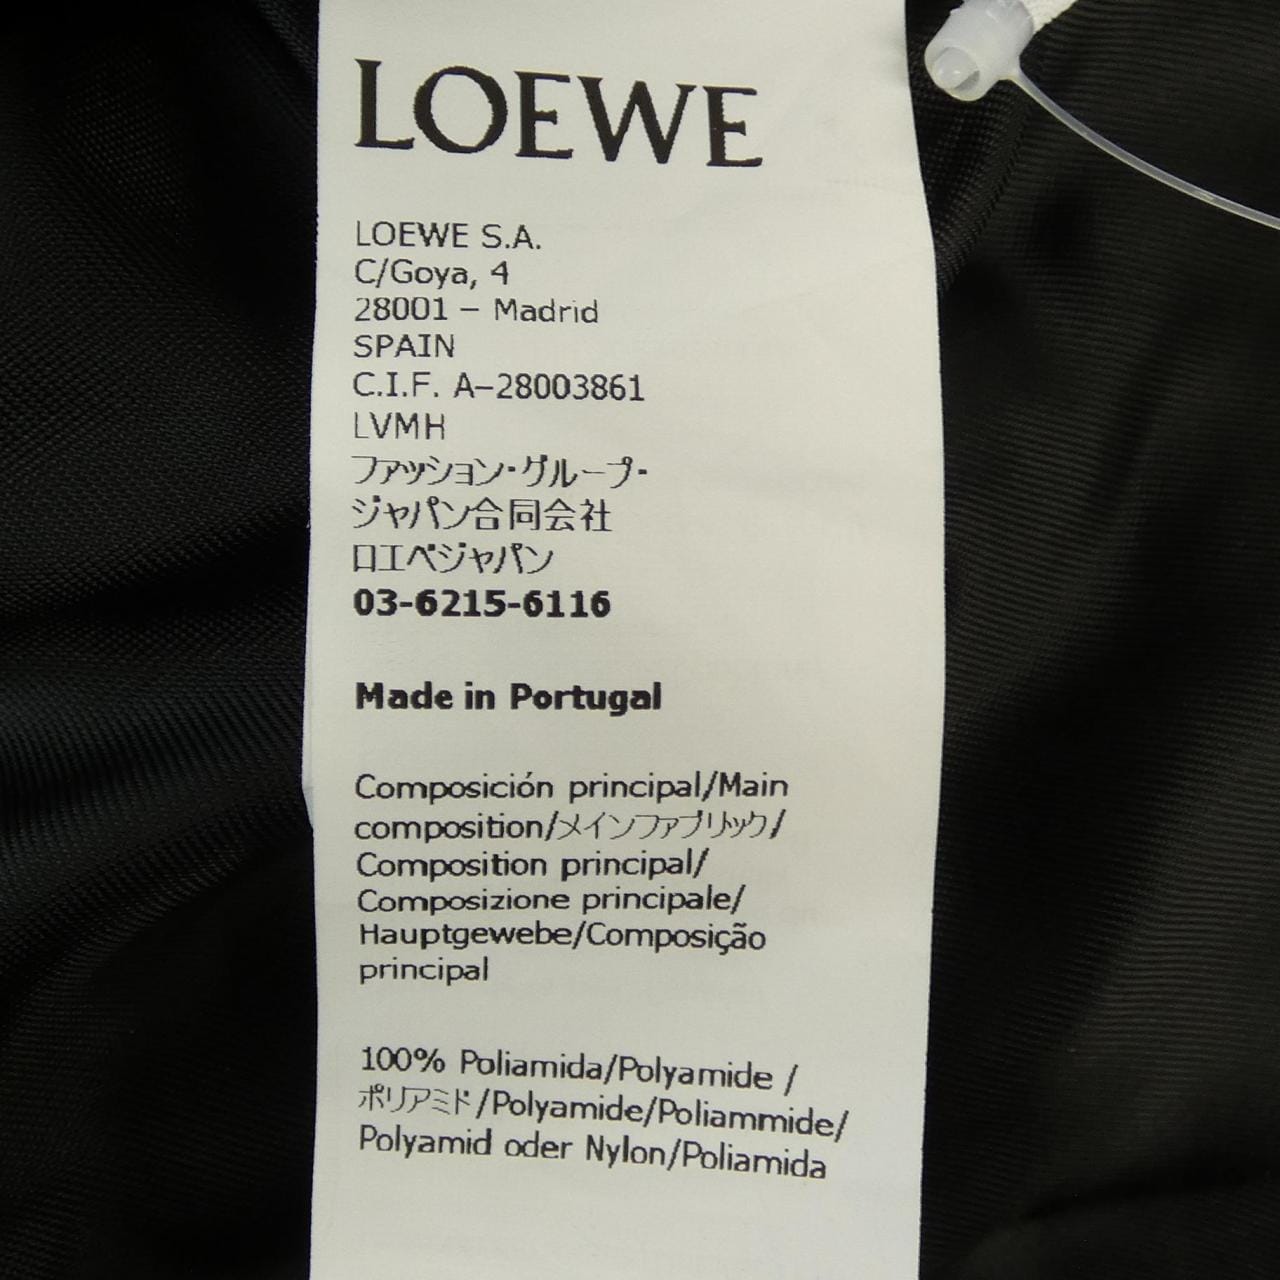 LOEWE
LOEWE S.A.
C/Goya, 4
28001 – Madrid
SPAIN
C.I.F. A–28003861
LVMH
ファッション・グループ・
ジャパン合同会社
ロエベジャパン
03-6215-6116
Made in Portugal
Composición principal/Main
composition/メインファブリック/
Composition principal/
Composizione principale/
Hauptgewebe/Composição
principal
100% Poliamida/Polyamide /
ポリアミド/Polyamide/Poliammide/
Polyamid oder Nylon/Poliamida